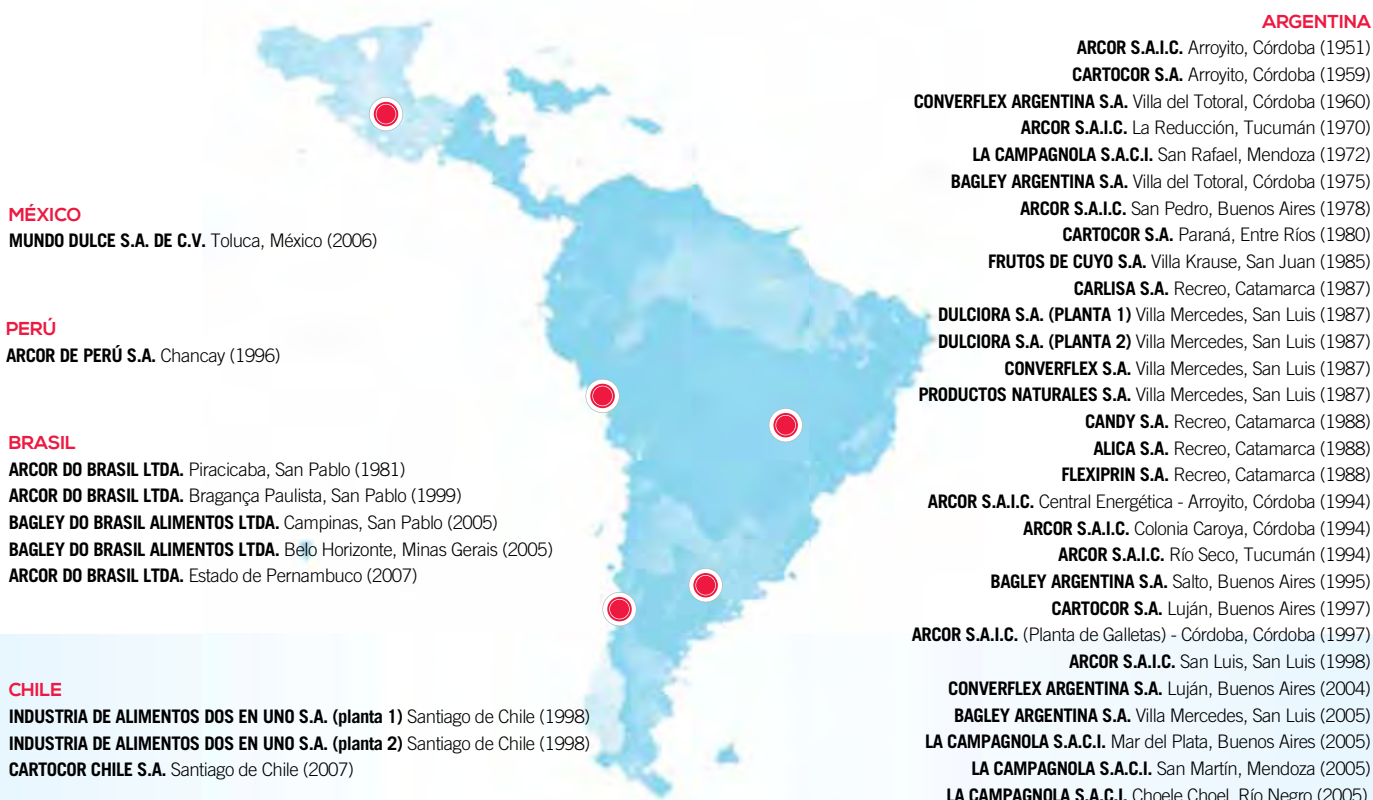 MÉXICO
MUNDO DULCE S.A. DE C.V. Toluca, México (2006)
PERÚ
ARCOR DE PERÚ S.A. Chancay (1996)
BRASIL
ARCOR DO BRASIL LTDA. Piracicaba, San Pablo (1981)
ARCOR DO BRASIL LTDA. Bragança Paulista, San Pablo (1999)
BAGLEY DO BRASIL ALIMENTOS LTDA. Campinas, San Pablo (2005)
BAGLEY DO BRASIL ALIMENTOS LTDA. Belo Horizonte, Minas Gerais (2005)
ARCOR DO BRASIL LTDA. Estado de Pernambuco (2007)
CHILE
INDUSTRIA DE ALIMENTOS DOS EN UNO S.A. (planta 1) Santiago de Chile (1998)
INDUSTRIA DE ALIMENTOS DOS EN UNO S.A. (planta 2) Santiago de Chile (1998)
CARTOCOR CHILE S.A. Santiago de Chile (2007)
ARGENTINA
ARCOR S.A.I.C. Arroyito, Córdoba (1951)
CARTOCOR S.A. Arroyito, Córdoba (1959)
CONVERFLEX ARGENTINA S.A. Villa del Totoral, Córdoba (1960)
ARCOR S.A.I.C. La Reducción, Tucumán (1970)
LA CAMPAGNOLA S.A.C.I. San Rafael, Mendoza (1972)
BAGLEY ARGENTINA S.A. Villa del Totoral, Córdoba (1975)
ARCOR S.A.I.C. San Pedro, Buenos Aires (1978)
CARTOCOR S.A. Paraná, Entre Ríos (1980)
FRUTOS DE CUYO S.A. Villa Krause, San Juan (1985)
CARLISA S.A. Recreo, Catamarca (1987)
DULCIORA S.A. (PLANTA 1) Villa Mercedes, San Luis (1987)
DULCIORA S.A. (PLANTA 2) Villa Mercedes, San Luis (1987)
CONVERFLEX S.A. Villa Mercedes, San Luis (1987)
PRODUCTOS NATURALES S.A. Villa Mercedes, San Luis (1987)
CANDY S.A. Recreo, Catamarca (1988)
ALICA S.A. Recreo, Catamarca (1988)
FLEXIPRIN S.A. Recreo, Catamarca (1988)
ARCOR S.A.I.C. Central Energética - Arroyito, Córdoba (1994)
ARCOR S.A.I.C. Colonia Caroya, Córdoba (1994)
ARCOR S.A.I.C. Río Seco, Tucumán (1994)
BAGLEY ARGENTINA S.A. Salto, Buenos Aires (1995)
CARTOCOR S.A. Luján, Buenos Aires (1997)
ARCOR S.A.I.C. (Planta de Galletas) - Córdoba, Córdoba (1997)
ARCOR S.A.I.C. San Luis, San Luis (1998)
CONVERFLEX ARGENTINA S.A. Luján, Buenos Aires (2004)
BAGLEY ARGENTINA S.A. Villa Mercedes, San Luis (2005)
LA CAMPAGNOLA S.A.C.I. Mar del Plata, Buenos Aires (2005)
LA CAMPAGNOLA S.A.C.I. San Martín, Mendoza (2005)
LA CAMPAGNOLA S.A.C.I. Choele Choel, Río Negro (2005)